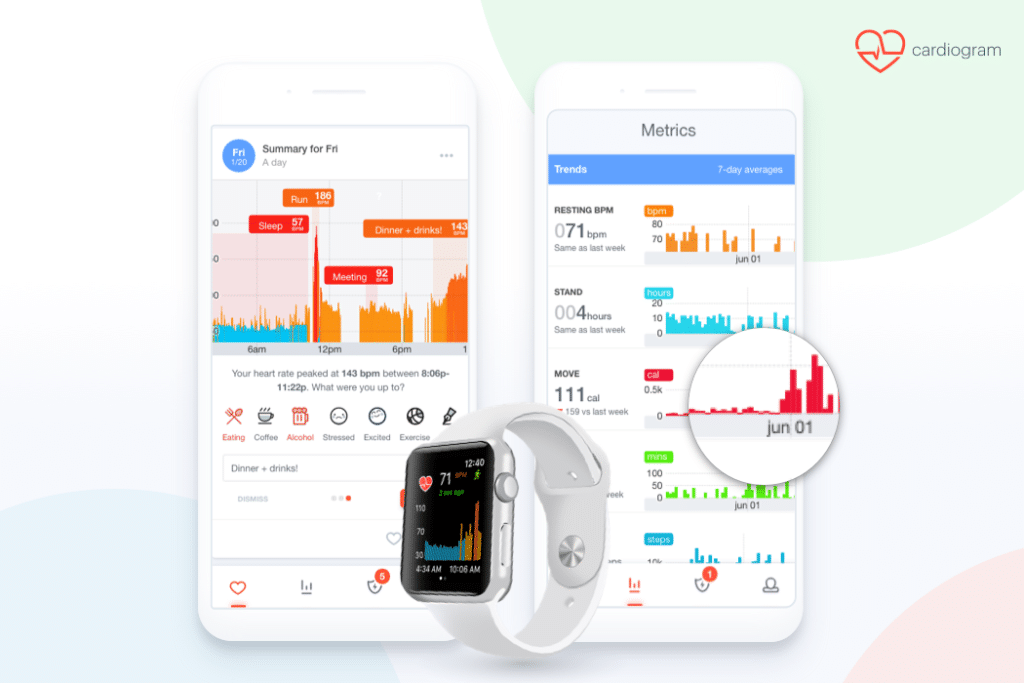 cardiogram
Fri
1/20
Summary for Fri
A day
Run 186 BPM
Sleep 57 BPM
Dinner + drinks! 143 BPM
Meeting 92 BPM
6am 12pm 6pm
Your heart rate peaked at 143 bpm between 8:06p-
11:22p. What were you up to?
Eating Coffee Alcohol Stressed Excited Exercise
Dinner + drinks!
DISMISS
5
12:40
71 BPM
2 min ago
110
70
30
4:34 AM 10:06 AM
Metrics
Trends 7-day averages
RESTING BPM
071 bpm
Same as last week
bpm
80
70
jun 01
STAND
004 hours
Same as last week
hours
20
10
0
MOVE
111 cal
159 vs last week
cal
0.5k
0
jun 01
mins
100
50
0
jun 01
week
steps
10k
1